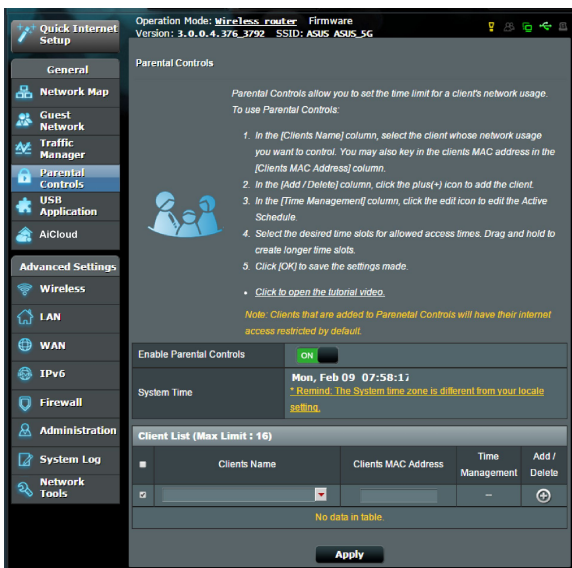 Quick Internet
Setup
General
Network Map
Guest
Network
Traffic
Manager
Parental
Controls
USB
Application
AiCloud
Advanced Settings
Wireless
LAN
WAN
IPv6
Firewall
Administration
System Log
Network
Tools
Operation Mode: Wireless router Firmware
Version: 3.0.0.4.376_3792 SSID: ASUS ASUS_5G
Parental Controls
Parental Controls allow you to set the time limit for a client's network usage.
To use Parental Controls:
1. In the [Clients Name] column, select the client whose network usage
you want to control. You may also key in the clients MAC address in the
[Clients MAC Address] column.
2. In the [Add / Delete] column, click the plus(+) icon to add the client.
3. In the [Time Management] column, click the edit icon to edit the Active
Schedule.
4. Select the desired time slots for allowed access times. Drag and hold to
create longer time slots.
5. Click [OK] to save the settings made.
• Click to open the tutorial video.
Note: Clients that are added to Parenetal Controls will have their internet
access restricted by default.
Enable Parental Controls
ON
System Time
Mon, Feb 09 07:58:17
* Remind: The System time zone is different from your locale
setting.
Client List (Max Limit : 16)
Clients Name
Clients MAC Address
Time
Management
Add /
Delete
--
No data in table.
Apply